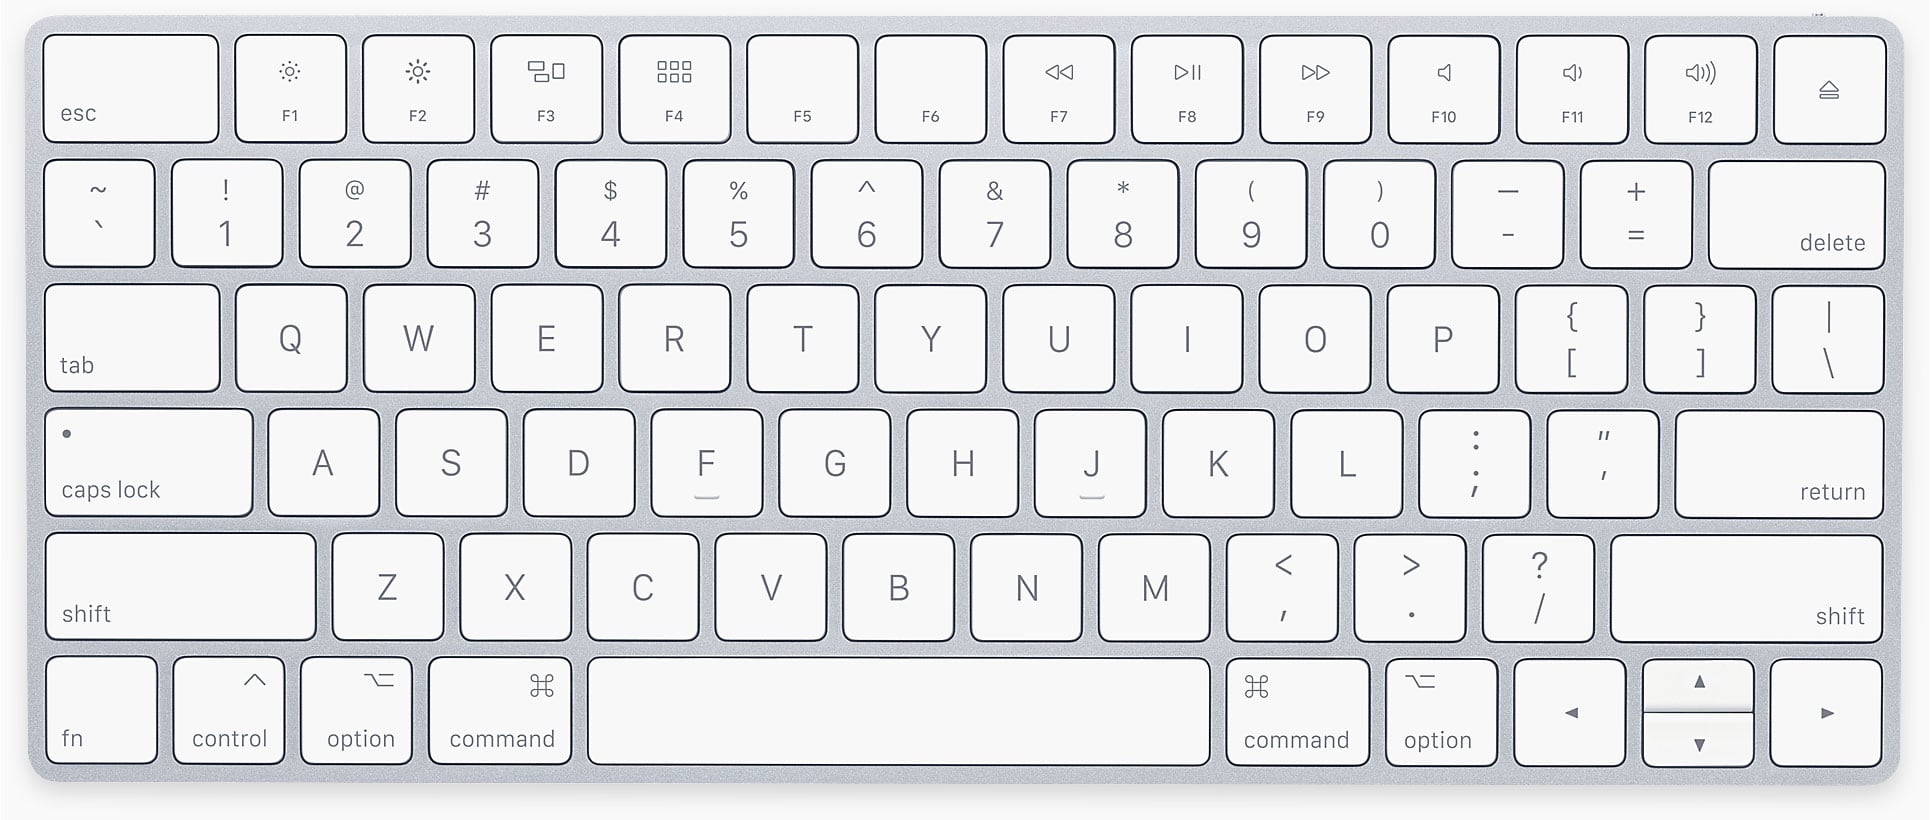 esc F1 F2 F3 F4 F5 F6 F7 F8 F9 F10 F11 F12
~ ! @ # $ % ^ & * ( ) — +
` 1 2 3 4 5 6 7 8 9 0 - = delete
tab Q W E R T Y U I O P { } |
[ ] \
caps lock A S D F G H J K L : "
; ' return
shift Z X C V B N M < > ?
, . / shift
fn control option command command option